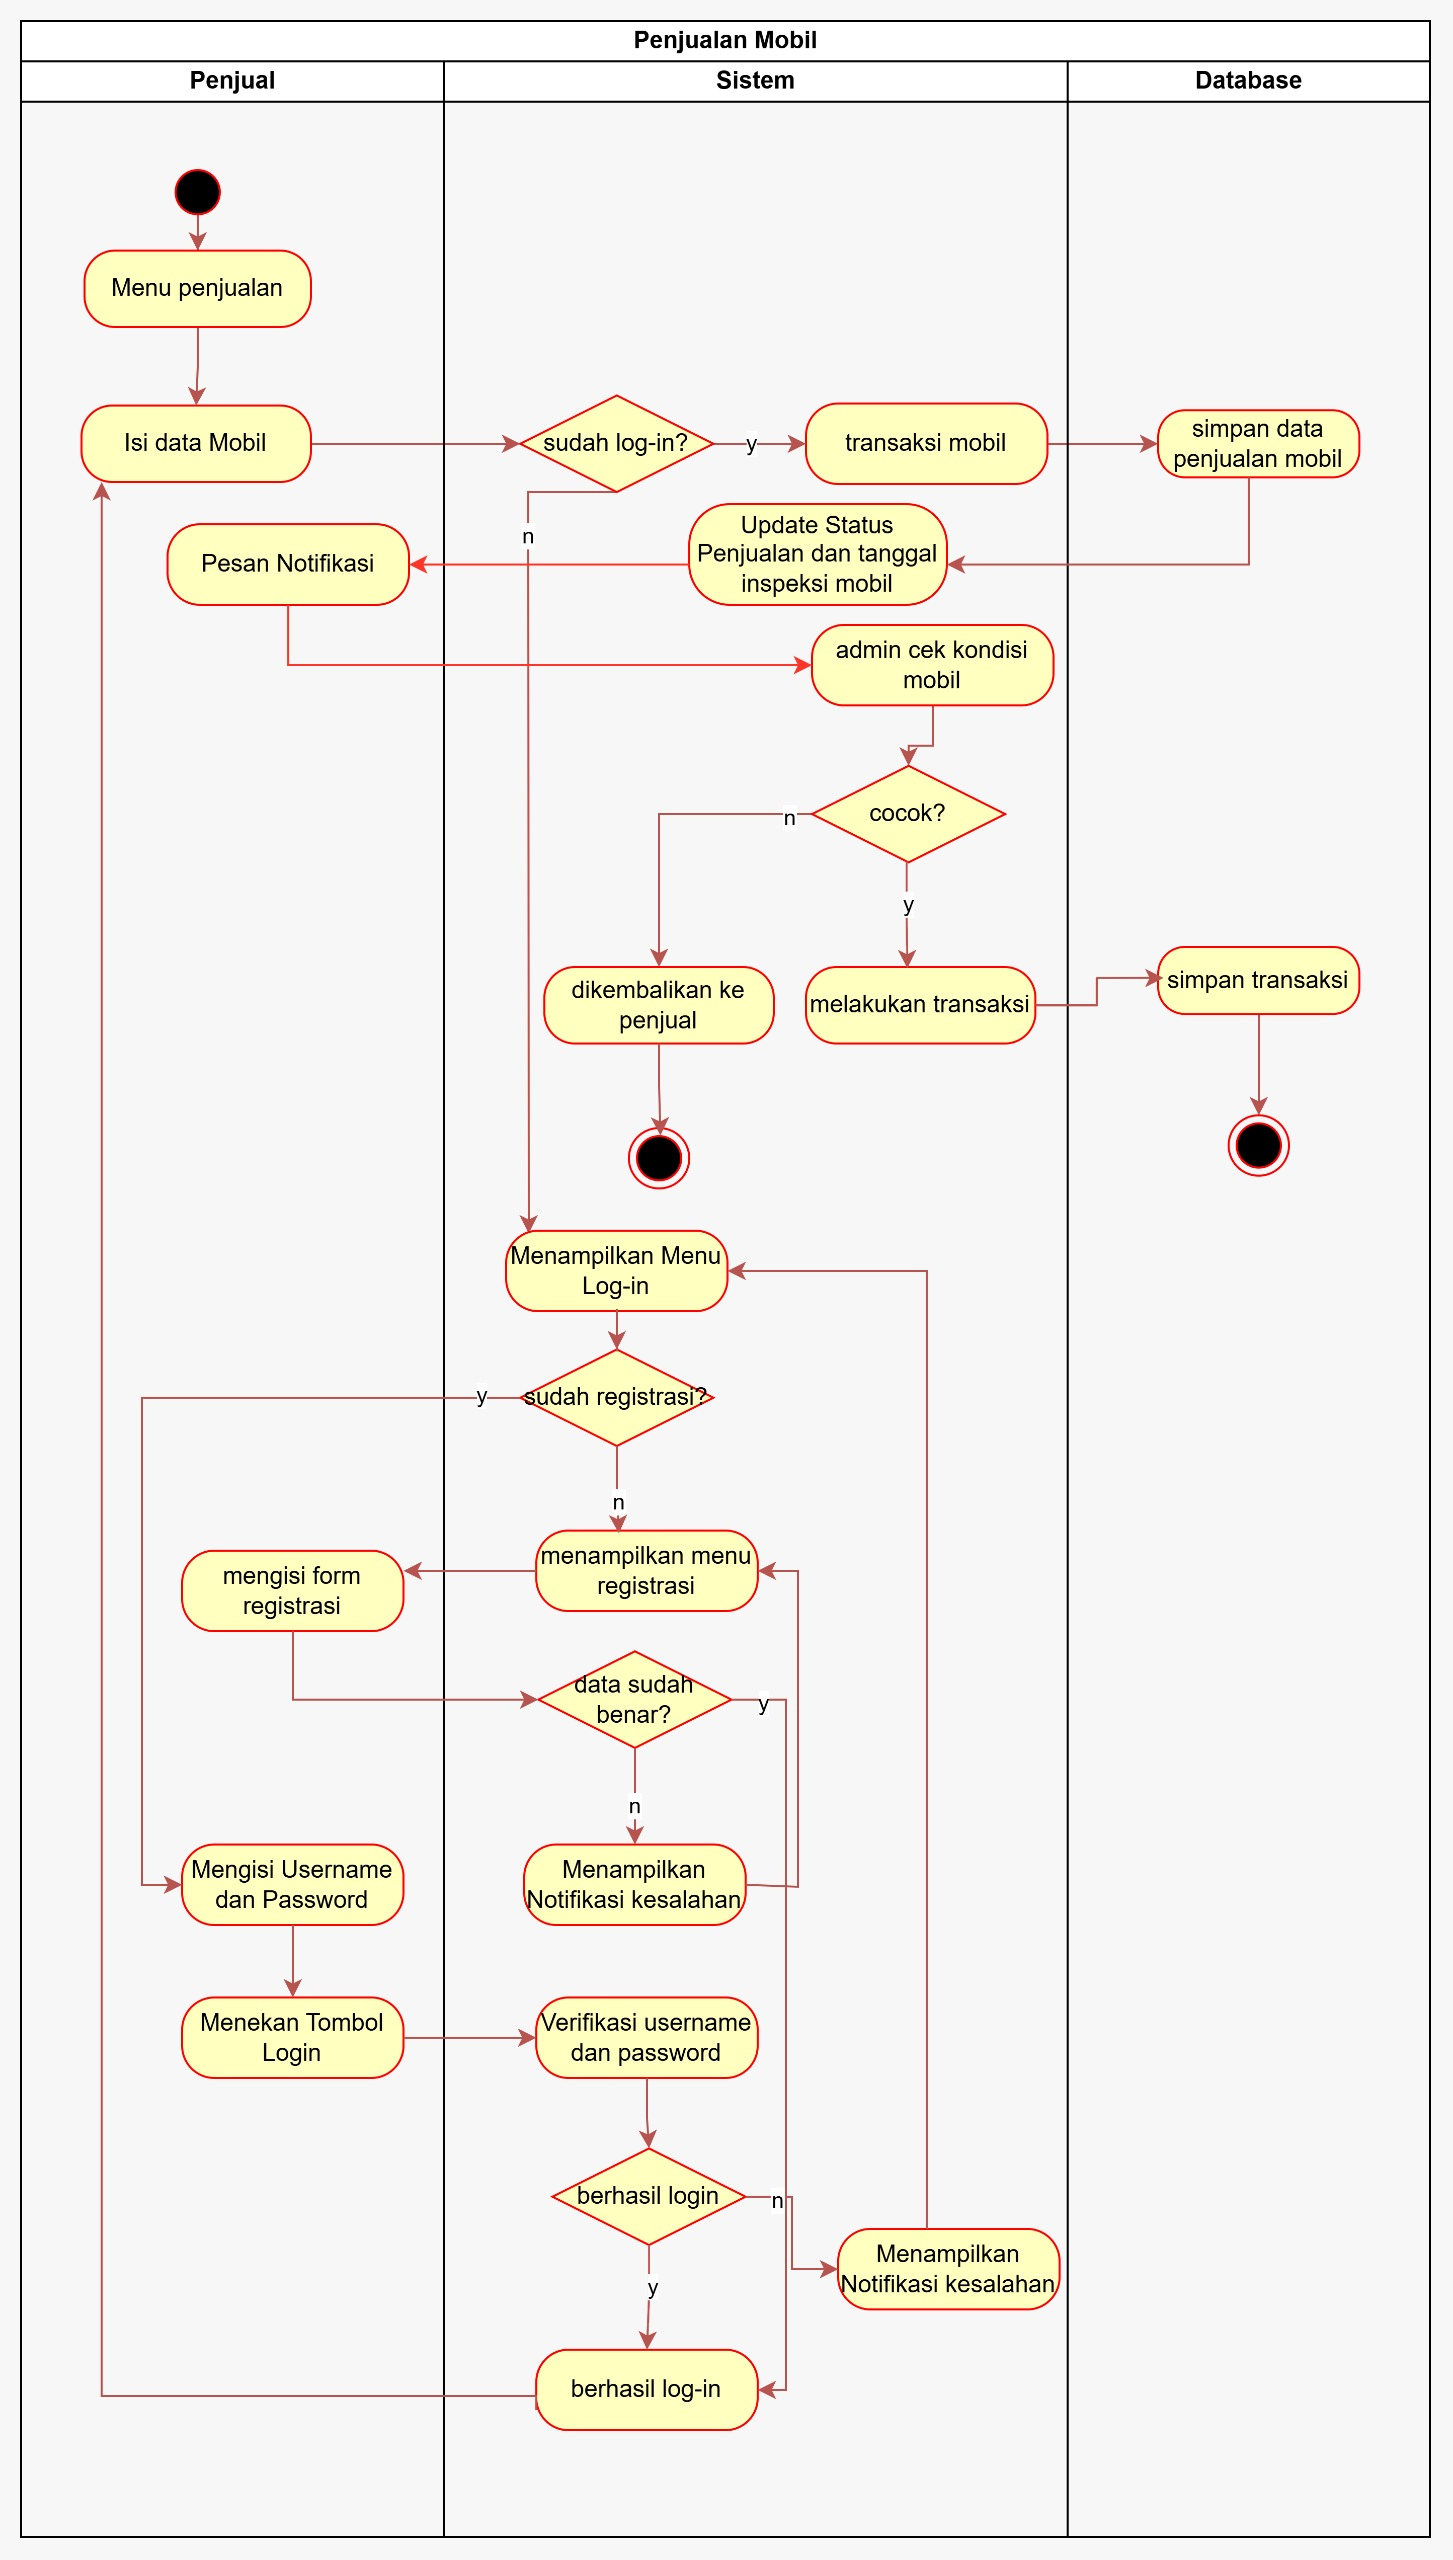 Penjualan Mobil
Penjual
Sistem
Database
Menu penjualan
Isi data Mobil
sudah log-in?
y
transaksi mobil
simpan data
penjualan mobil
n
Update Status
Penjualan dan tanggal
inspeksi mobil
Pesan Notifikasi
admin cek kondisi
mobil
cocok?
n
y
dikembalikan ke
penjual
melakukan transaksi
simpan transaksi
Menampilkan Menu
Log-in
sudah registrasi?
y
n
menampilkan menu
registrasi
mengisi form
registrasi
data sudah
benar?
y
n
Mengisi Username
dan Password
Menampilkan
Notifikasi kesalahan
Menekan Tombol
Login
Verifikasi username
dan password
berhasil login
n
y
Menampilkan
Notifikasi kesalahan
berhasil log-in